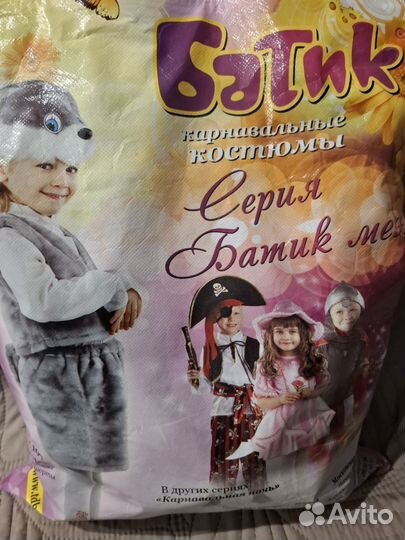 Батик
карнавальные
костюмы
Серия
Батик мех
В других сериях
«Карнавальная ночь»
Avito